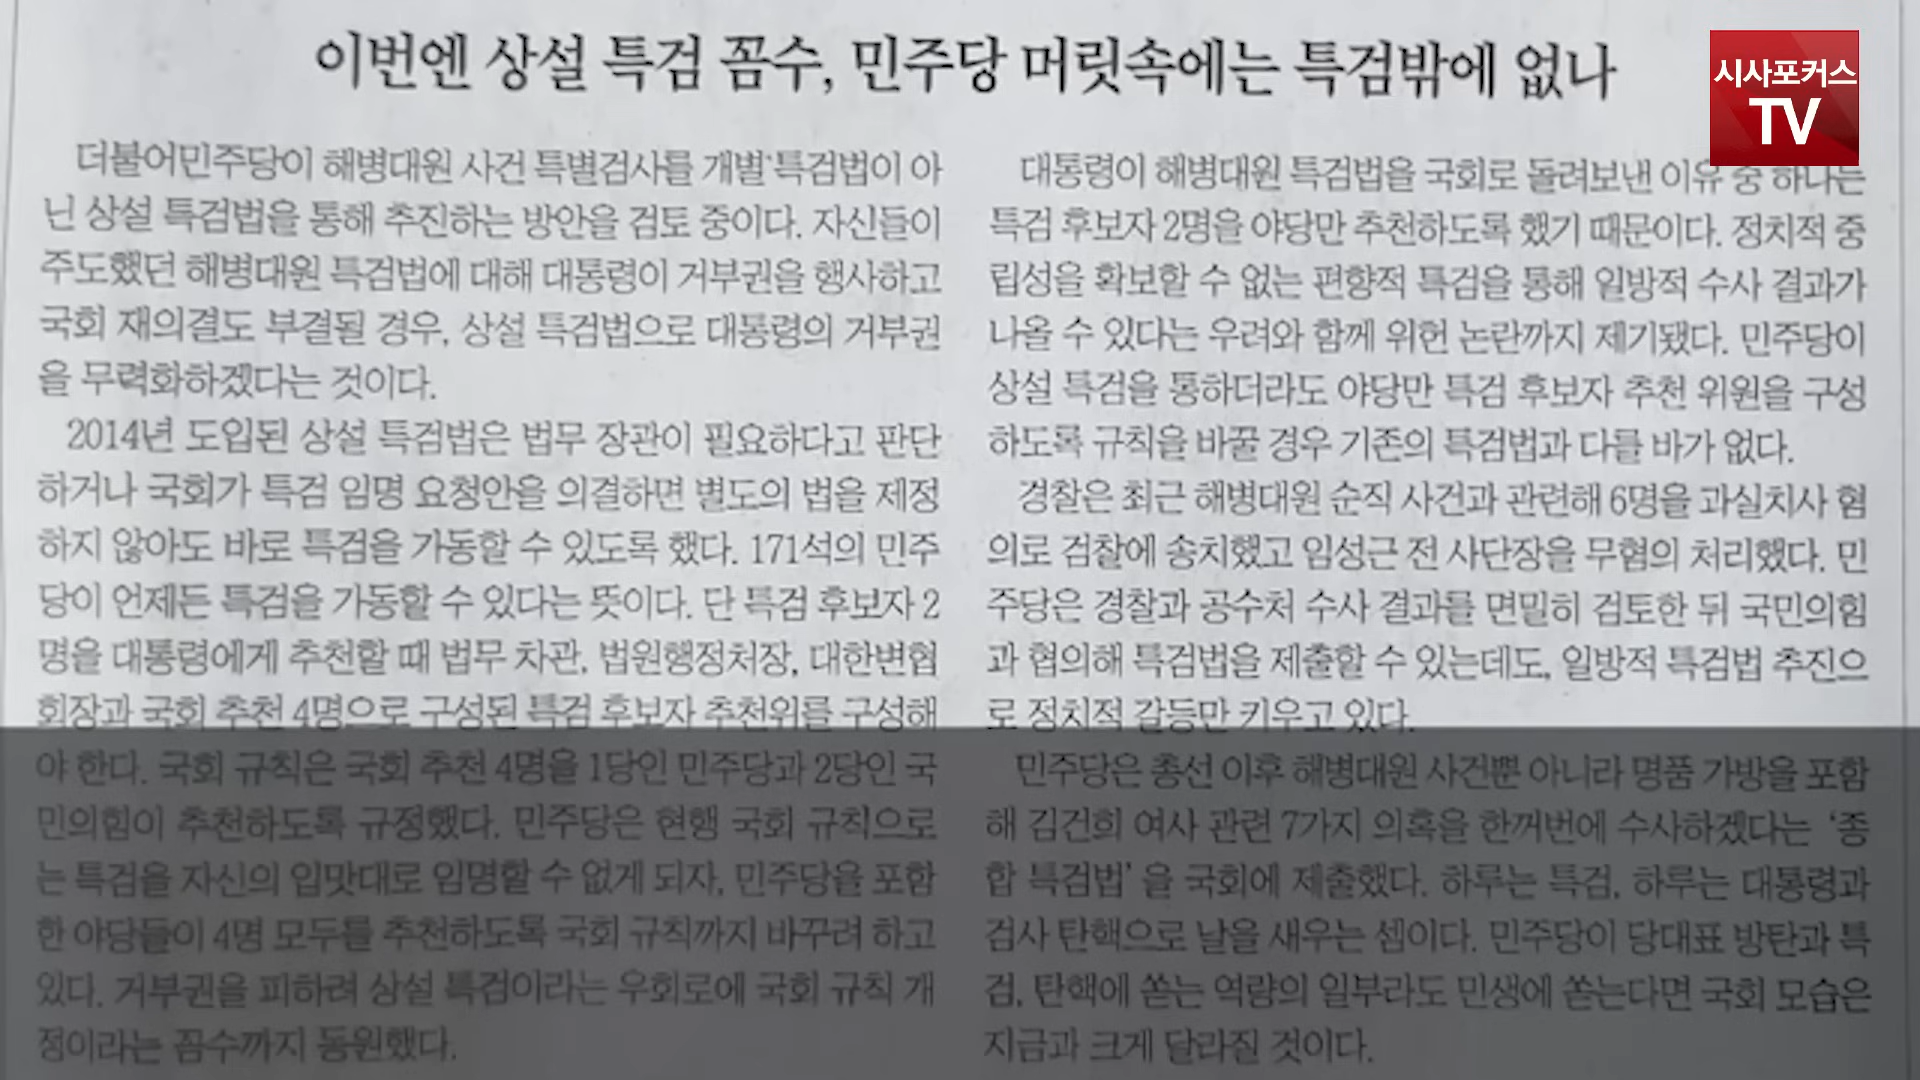 이번엔 상설 특검 꼼수, 민주당 머릿속에는 특검밖에 없나
시사포커스
TV
더불어민주당이 해병대원 사건 특별검사를 개별 특검법이 아
닌 상설 특검법을 통해 추진하는 방안을 검토 중이다. 자신들이
주도했던 해병대원 특검법에 대해 대통령이 거부권을 행사하고
국회 재의결도 부결될 경우, 상설 특검법으로 대통령의 거부권
을 무력화하겠다는 것이다.
2014년 도입된 상설 특검법은 법무 장관이 필요하다고 판단
하거나 국회가 특검 임명 요청안을 의결하면 별도의 법을 제정
하지 않아도 바로 특검을 가동할 수 있도록 했다. 171석의 민주
당이 언제든 특검을 가동할 수 있다는 뜻이다. 단 특검 후보자 2
명을 대통령에게 추천할 때 법무 차관, 법원행정처장, 대한변협
회장과 국회 추천 4명으로 구성된 특검 후보자 추천위를 구성해
야 한다. 국회 규칙은 국회 추천 4명을 1당인 민주당과 2당인 국
민의힘이 추천하도록 규정했다. 민주당은 현행 국회 규칙으로
는 특검을 자신의 입맛대로 임명할 수 없게 되자, 민주당을 포함
한 야당들이 4명 모두를 추천하도록 국회 규칙까지 바꾸려 하고
있다. 거부권을 피하려 상설 특검이라는 우회로에 국회 규칙 개
정이라는 꼼수까지 동원했다.
대통령이 해병대원 특검법을 국회로 돌려보낸 이유 중 하나는
특검 후보자 2명을 야당만 추천하도록 했기 때문이다. 정치적 중
립성을 확보할 수 없는 편향적 특검을 통해 일방적 수사 결과가
나올 수 있다는 우려와 함께 위헌 논란까지 제기됐다. 민주당이
상설 특검을 통하더라도 야당만 특검 후보자 추천 위원을 구성
하도록 규칙을 바꿀 경우 기존의 특검법과 다를 바가 없다.
경찰은 최근 해병대원 순직 사건과 관련해 6명을 과실치사 혐
의로 검찰에 송치했고 임성근 전 사단장을 무혐의 처리했다. 민
주당은 경찰과 공수처 수사 결과를 면밀히 검토한 뒤 국민의힘
과 협의해 특검법을 제출할 수 있는데도, 일방적 특검법 추진으
로 정치적 갈등만 키우고 있다.
민주당은 총선 이후 해병대원 사건뿐 아니라 명품 가방을 포함
해 김건희 여사 관련 7가지 의혹을 한꺼번에 수사하겠다는 ‘종
합 특검법’을 국회에 제출했다. 하루는 특검, 하루는 대통령과
검사 탄핵으로 날을 새우는 셈이다. 민주당이 당대표 방탄과 특
검, 탄핵에 쏟는 역량의 일부라도 민생에 쏟는다면 국회 모습은
지금과 크게 달라질 것이다.